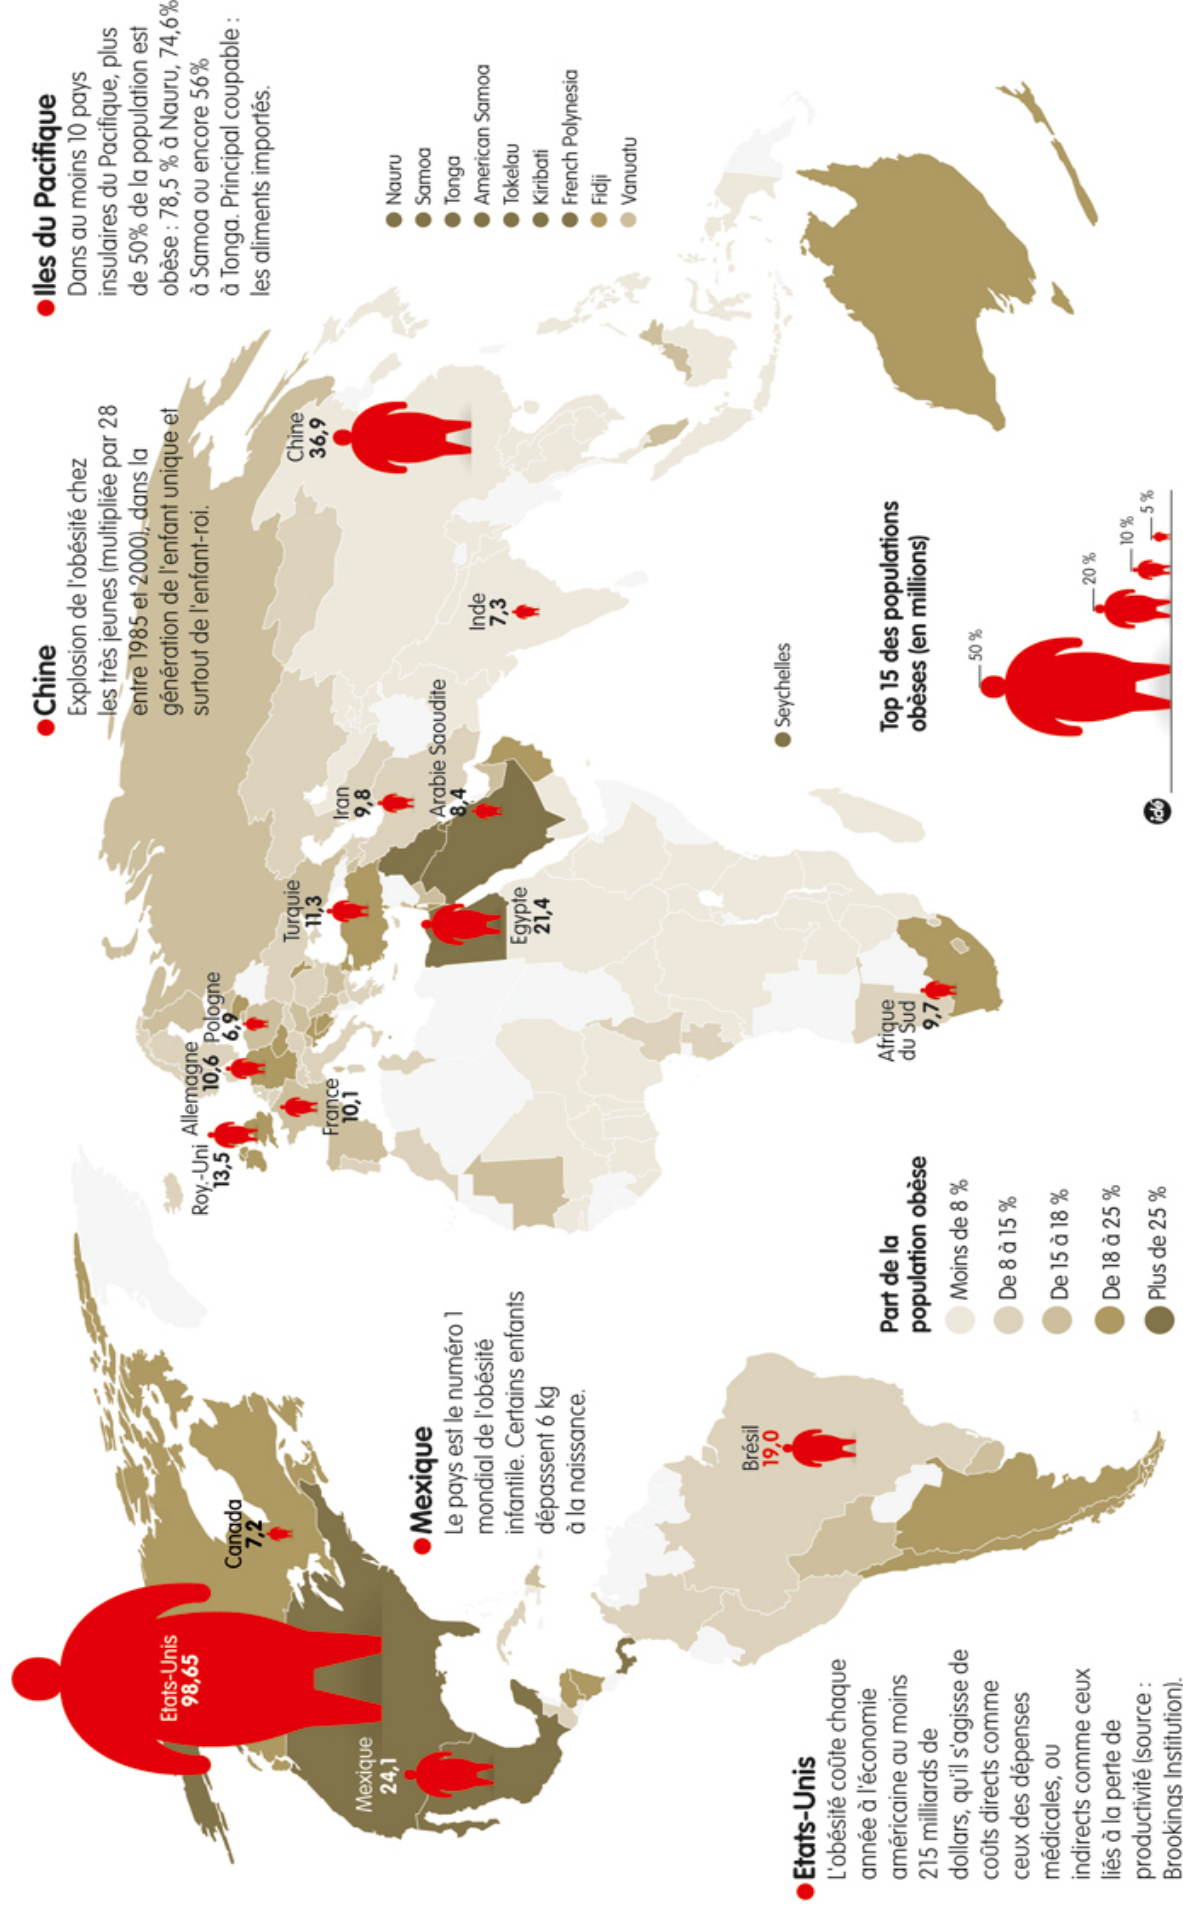 Iles du Pacifique
Dans au moins 10 pays
insulaires du Pacifique, plus
de 50% de la population est
obèse : 78,5 % à Nauru, 74,6%
à Samoa ou encore 56%
à Tonga. Principal coupable :
les aliments importés.
Nauru
Samoa
Tonga
American Samoa
Tokelau
Kiribati
French Polynesia
Fidji
Vanuatu
Chine
Explosion de l'obésité chez
les très jeunes (multipliée par 28
entre 1985 et 2000), dans la
génération de l'enfant unique et
surtout de l'enfant-roi.
Chine
36,9
Inde
7,3
Iran
9,8
Arabie Saoudite
8,4
Turquie
11,3
Egypte
21,4
Pologne
6,9
Allemagne
10,6
Roy.-Uni
13,5
France
10,1
Afrique
du Sud
9,7
Seychelles
Canada
7,2
Etats-Unis
98,65
Mexique
24,1
Brésil
19,0
Mexique
Le pays est le numéro 1
mondial de l'obésité
infantile. Certains enfants
dépassent 6 kg
à la naissance.
Etats-Unis
L'obésité coûte chaque
année à l'économie
américaine au moins
215 milliards de
dollars, qu'il s'agisse de
coûts directs comme
ceux des dépenses
médicales, ou
indirects comme ceux
liés à la perte de
productivité (source :
Brookings Institution).
Part de la
population obèse
Moins de 8 %
De 8 à 15 %
De 15 à 18 %
De 18 à 25 %
Plus de 25 %
Top 15 des populations
obèses (en millions)
50 %
20 %
10 %
5 %
idé